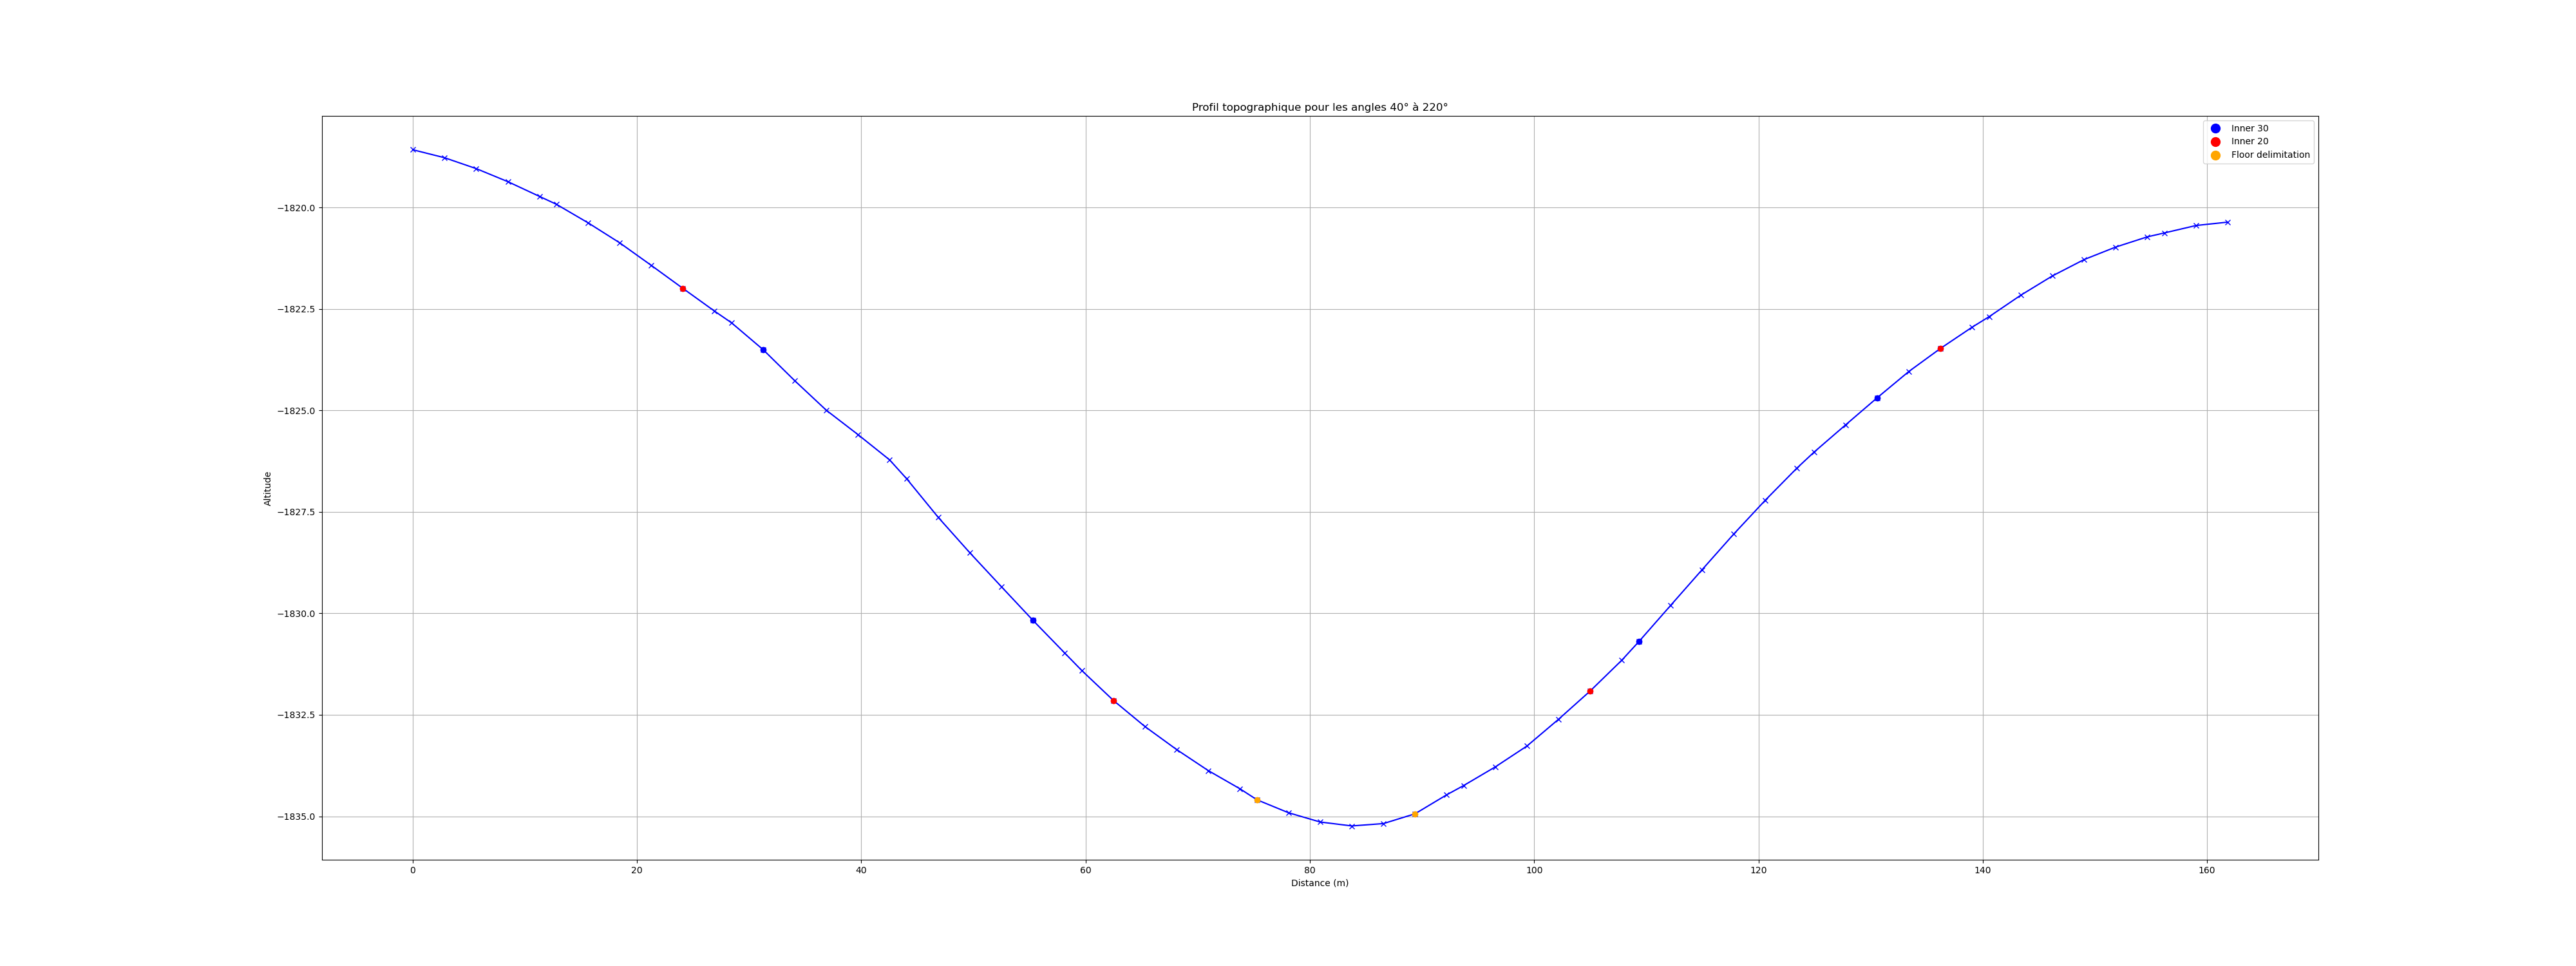 Profil topographique pour les angles 40° à 220°
Inner 30
Inner 20
Floor delimitation
−1820.0
−1822.5
−1825.0
−1827.5
−1830.0
−1832.5
−1835.0
Altitude
0 20 40 60 80 100 120 140 160
Distance (m)